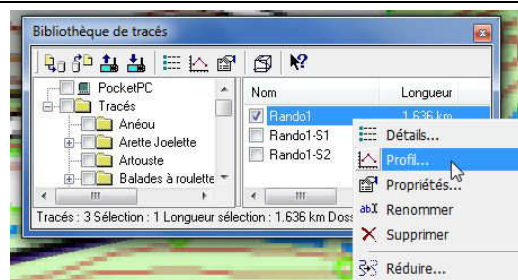 Bibliothèque de tracés
PocketPC
Tracés
Anéou
Arette Joelette
Artouste
Balades à roulette
Nom Longueur
Rando1 1.636 km
Rando1-S1
Rando1-S2
Détails...
Profil...
Propriétés...
Renommer
Supprimer
Réduire...
Tracés : 3 Sélection : 1 Longueur sélection : 1.636 km Doss